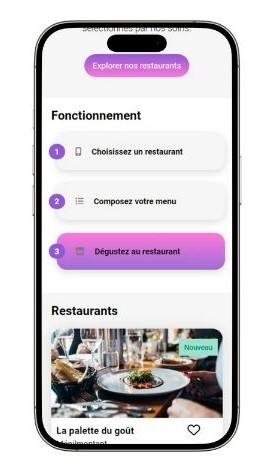 sélectionnés par nos soins.
Explorer nos restaurants
Fonctionnement
1 Choisissez un restaurant
2 Composez votre menu
3 Dégustez au restaurant
Restaurants
Nouveau
La palette du goût
Ménilmontant